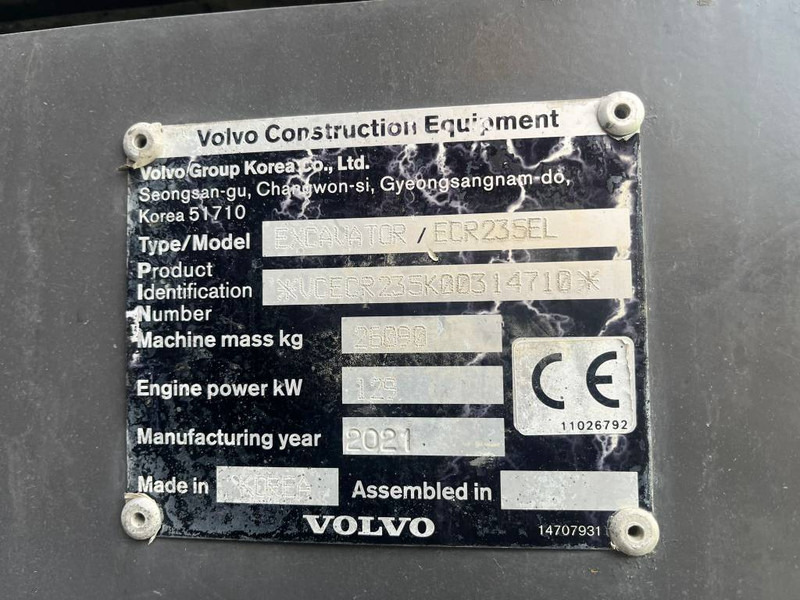 Volvo Construction Equipment
Volvo Group Korea Co., Ltd.
Seongsan-gu, Changwon-si, Gyeongsangnam-do,
Korea 51710
Type/Model EXCAVATOR / ECR235EL
Product
Identification *VCECR235K00314710*
Number
Machine mass kg 26090
Engine power kW 129
Manufacturing year 2021
CE
11026792
Made in KOREA Assembled in
VOLVO 14707931